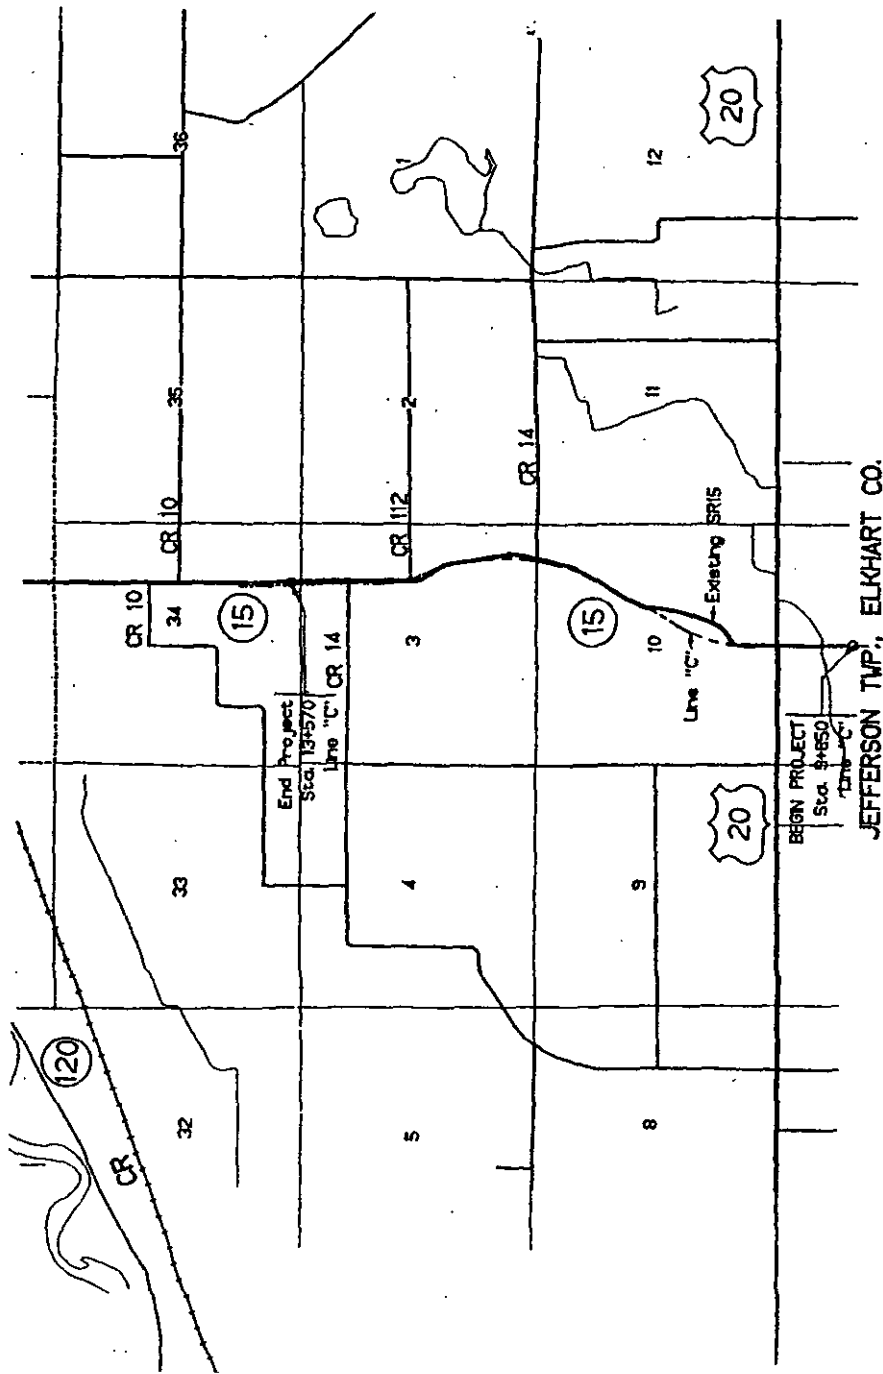 36
1
12
20
35
2
11
CR 10
CR 112
CR 14
CR 10
34
15
CR 14
3
15
10
Existing SR15
Line "C"
End Project
Sta. 13+570
Line "C"
BEGIN PROJECT
Sta. 9+850
Line "C"
20
33
4
9
120
CR
32
5
8
JEFFERSON TWP., ELKHART CO.